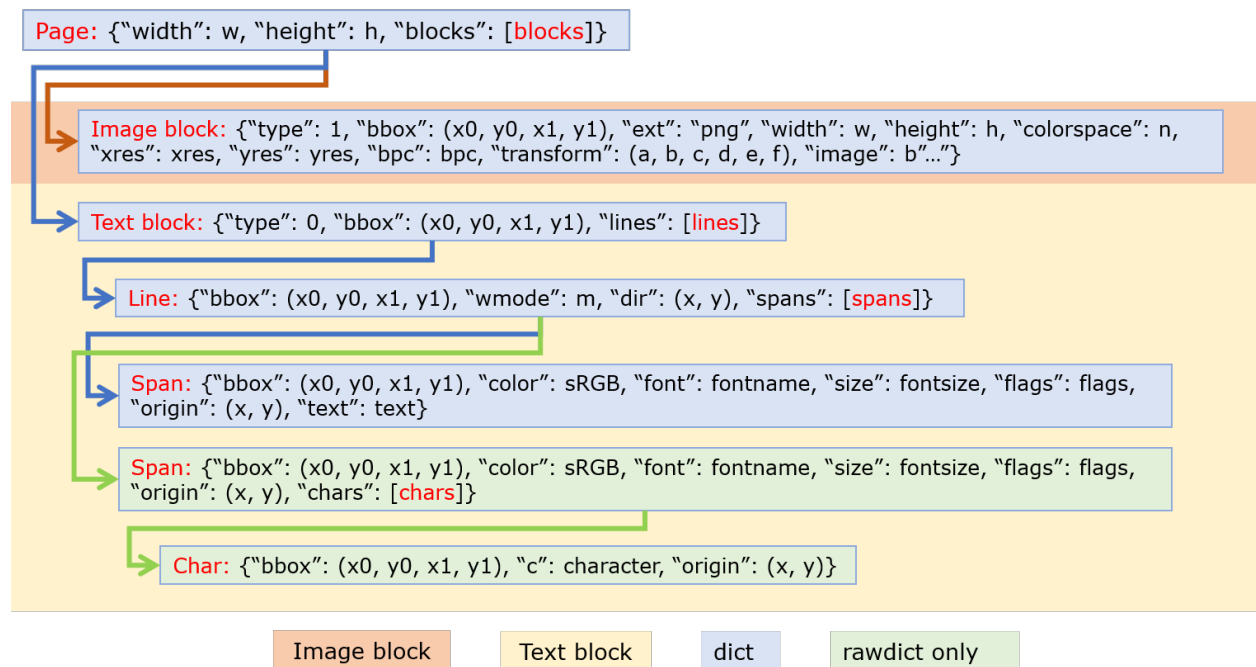 Page: {“width”: w, “height”: h, “blocks”: [blocks]}
Image block: {“type”: 1, “bbox”: (x0, y0, x1, y1), “ext”: “png”, “width”: w, “height”: h, “colorspace”: n,
“xres”: xres, “yres”: yres, “bpc”: bpc, “transform”: (a, b, c, d, e, f), “image”: b”…”}
Text block: {“type”: 0, “bbox”: (x0, y0, x1, y1), “lines”: [lines]}
Line: {“bbox”: (x0, y0, x1, y1), “wmode”: m, “dir”: (x, y), “spans”: [spans]}
Span: {“bbox”: (x0, y0, x1, y1), “color”: sRGB, “font”: fontname, “size”: fontsize, “flags”: flags,
“origin”: (x, y), “text”: text}
Span: {“bbox”: (x0, y0, x1, y1), “color”: sRGB, “font”: fontname, “size”: fontsize, “flags”: flags,
“origin”: (x, y), “chars”: [chars]}
Char: {“bbox”: (x0, y0, x1, y1), “c”: character, “origin”: (x, y)}
Image block
Text block
dict
rawdict only